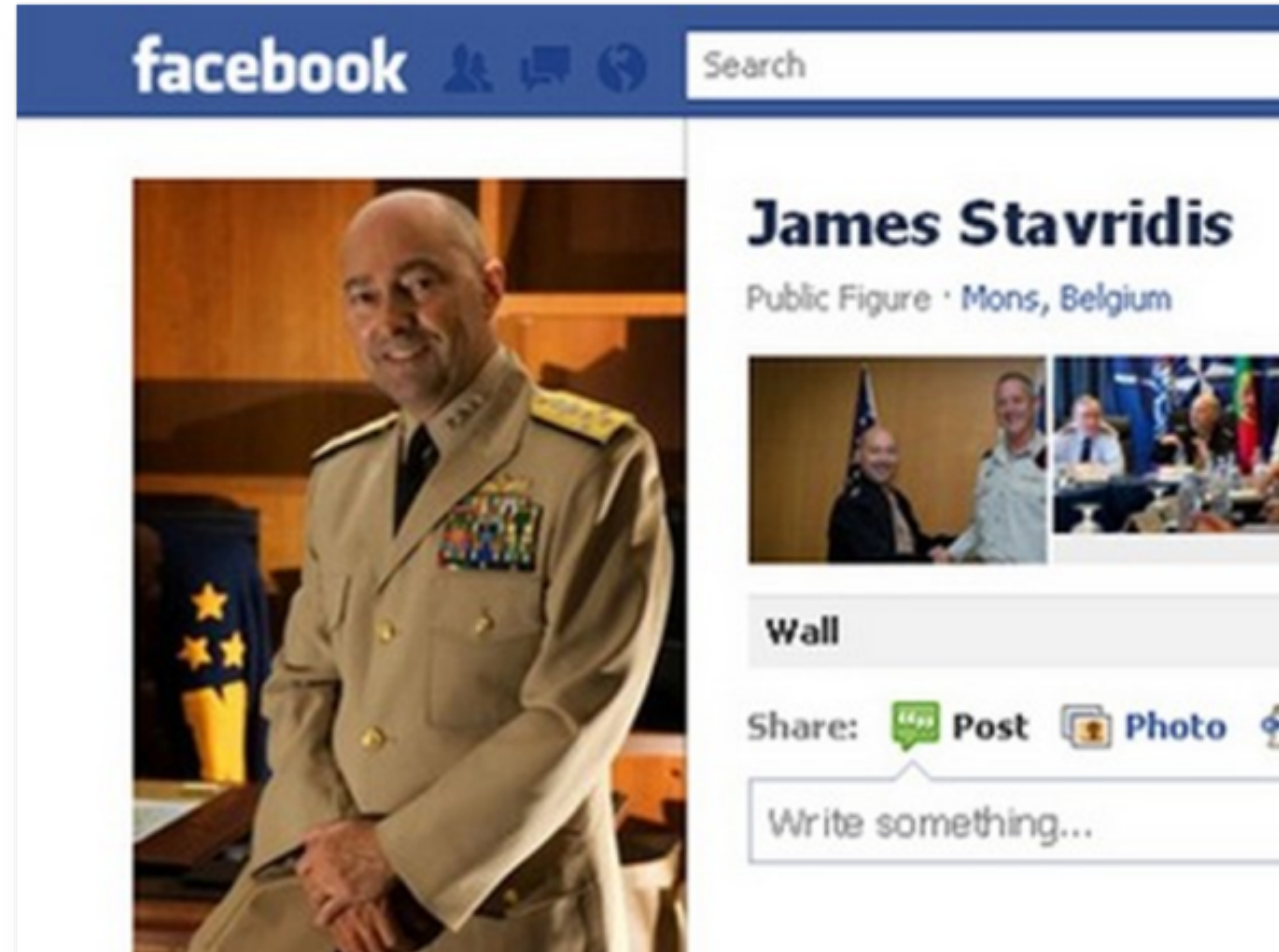 facebook Search
James Stavridis
Public Figure · Mons, Belgium
Wall
Share: Post Photo
Write something...